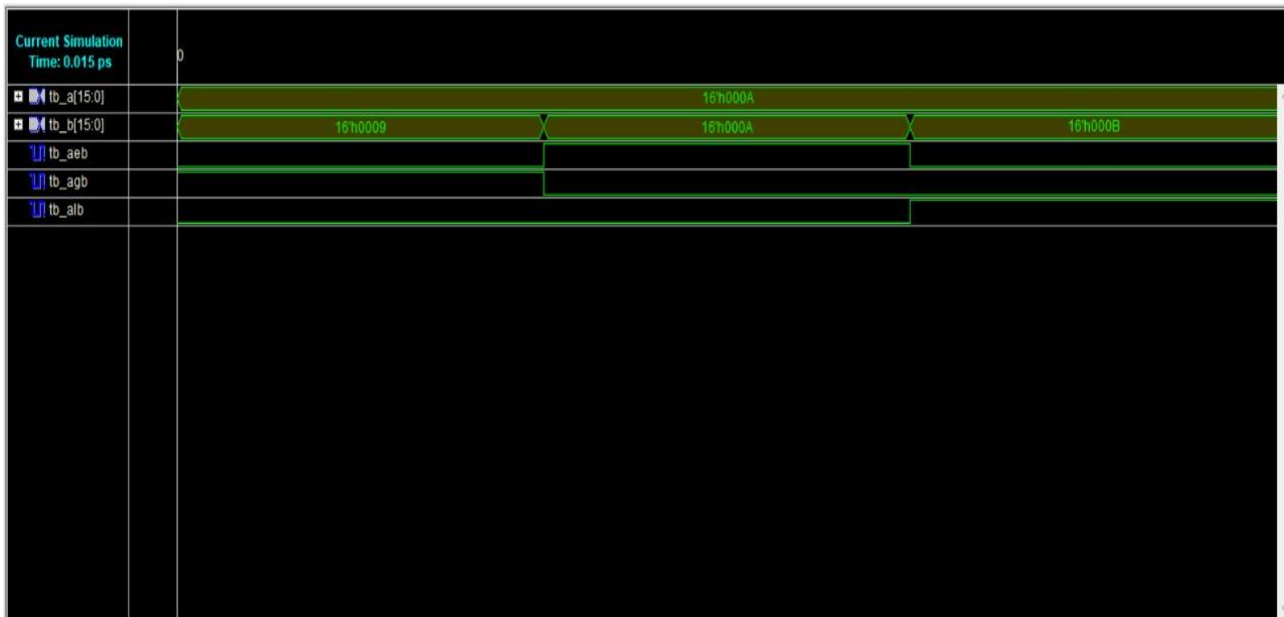 Current Simulation
Time: 0.015 ps
0
tb_a[15:0] 16'h000A
tb_b[15:0] 16'h0009 16'h000A 16'h000B
tb_aeb
tb_agb
tb_alb